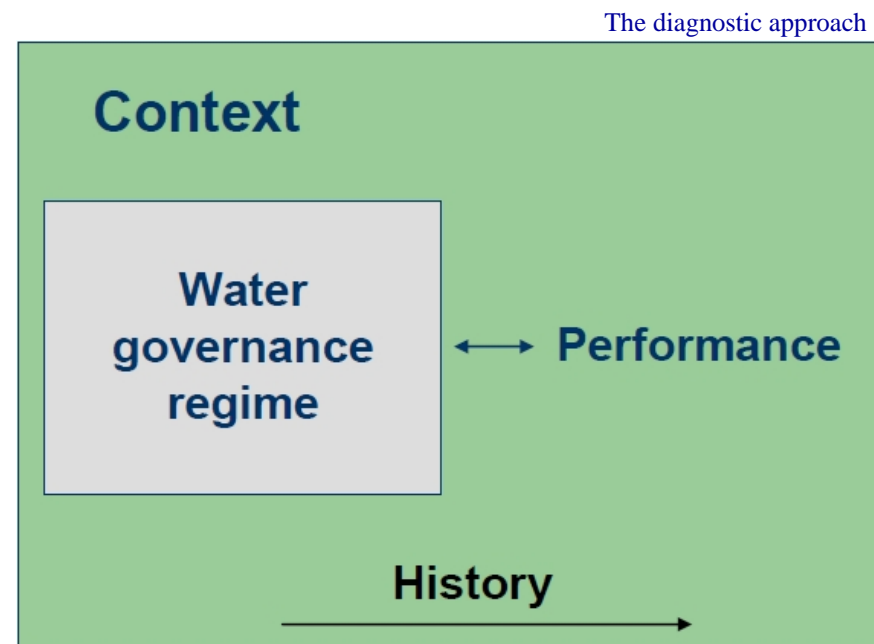 The diagnostic approach
Context
Water
governance
regime
Performance
History